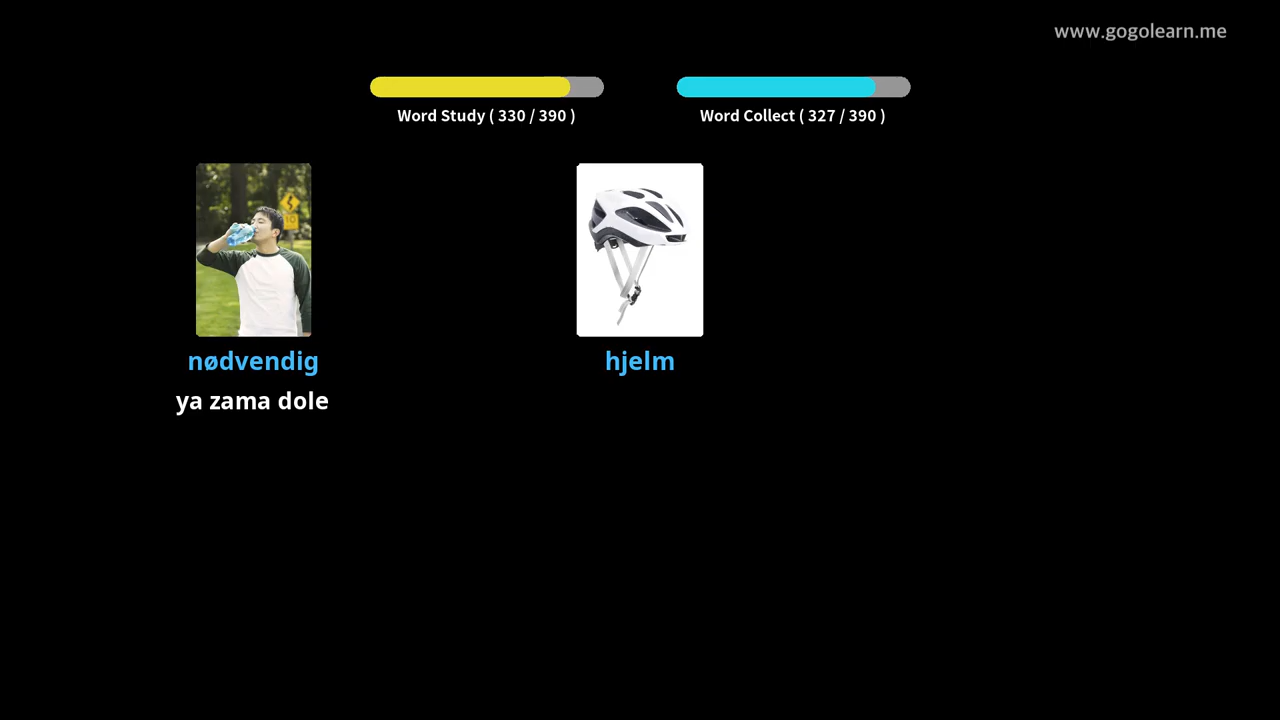 www.gogolearn.me
Word Study ( 330 / 390 )
Word Collect ( 327 / 390 )
nødvendig
hjelm
ya zama dole